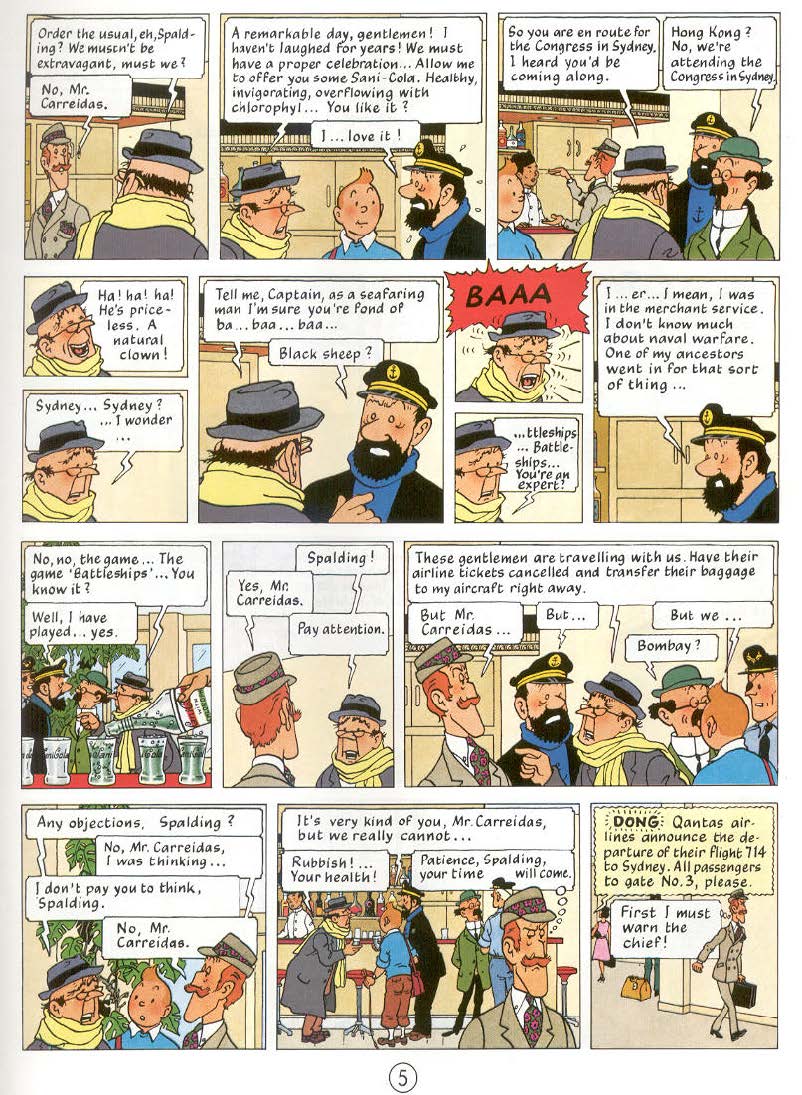 Order the usual, eh, Spald-
ing? We mustn't be
extravagant, must we?
No, Mr.
Carreidas.
A remarkable day, gentlemen! I
haven't laughed for years! We must
have a proper celebration... Allow me
to offer you some Sani-Cola. Healthy,
invigorating, overflowing with
chlorophyl... You like it?
I... love it!
So you are en route for
the Congress in Sydney.
I heard you'd be
coming along.
Hong Kong?
No, we're
attending the
Congress in Sydney.
Ha! ha! ha!
He's price-
less. A
natural
clown!
Sydney... Sydney?
...I wonder
...
Tell me, Captain, as a seafaring
man I'm sure you're fond of
ba...baa...baa...
Black sheep?
BAAA
...ttleships
... Battle-
ships...
You're an
expert?
I...er...I mean, I was
in the merchant service.
I don't know much
about naval warfare.
One of my ancestors
went in for that sort
of thing...
No, no, the game... The
game 'Battleships'...You
know it?
Well, I have
played... yes.
Spalding!
Yes, Mr.
Carreidas.
Pay attention.
These gentlemen are travelling with us. Have their
airline tickets cancelled and transfer their baggage
to my aircraft right away.
But Mr.
Carreidas...
But...
But we...
Bombay?
Any objections, Spalding?
No, Mr. Carreidas,
I was thinking...
I don't pay you to think,
Spalding.
No, Mr.
Carreidas.
It's very kind of you, Mr. Carreidas,
but we really cannot...
Rubbish!...
Your health!
Patience, Spalding,
your time will come.
DONG: Qantas air-
lines announce the de-
parture of their flight 714
to Sydney. All passengers
to gate No.3, please.
First I must
warn the
chief!
5